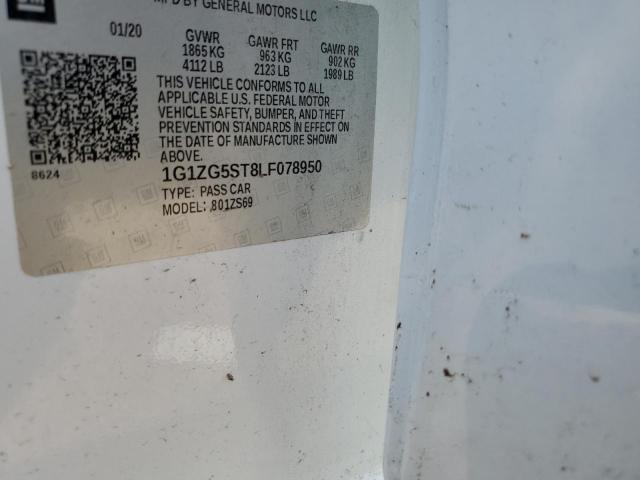 GM
MFD BY GENERAL MOTORS LLC
01/20 GVWR GAWR FRT GAWR RR
1865 KG 963 KG 902 KG
4112 LB 2123 LB 1989 LB
THIS VEHICLE CONFORMS TO ALL
APPLICABLE U.S. FEDERAL MOTOR
VEHICLE SAFETY, BUMPER, AND THEFT
PREVENTION STANDARDS IN EFFECT ON
THE DATE OF MANUFACTURE SHOWN
ABOVE.
8624 1G1ZG5ST8LF078950
TYPE: PASS CAR
MODEL: 801ZS69